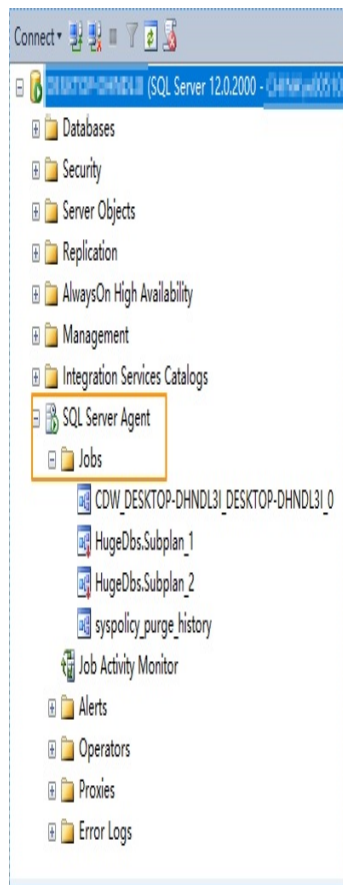 Connect
(SQL Server 12.0.2000 -
Databases
Security
Server Objects
Replication
AlwaysOn High Availability
Management
Integration Services Catalogs
SQL Server Agent
Jobs
CDW_DESKTOP-DHNDL3I_DESKTOP-DHNDL3I_0
HugeDbs.Subplan_1
HugeDbs.Subplan_2
syspolicy_purge_history
Job Activity Monitor
Alerts
Operators
Proxies
Error Logs